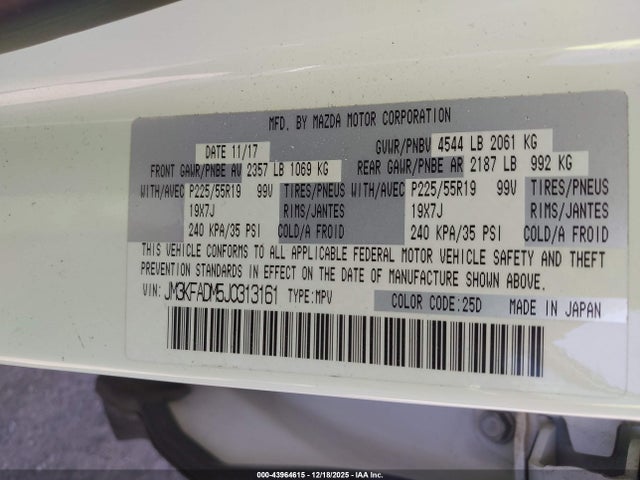 MFD. BY MAZDA MOTOR CORPORATION
DATE 11/17 GVWR/PNBV 4544 LB 2061 KG
FRONT GAWR/PNBE AV 2357 LB 1069 KG REAR GAWR/PNBE AR 2187 LB 992 KG
WITH/AVEC P225/55R19 99V TIRES/PNEUS WITH/AVEC P225/55R19 99V TIRES/PNEUS
19X7J RIMS/JANTES 19X7J RIMS/JANTES
240 KPA/35 PSI COLD/A FROID 240 KPA/35 PSI COLD/A FROID
THIS VEHICLE CONFORMS TO ALL APPLICABLE FEDERAL MOTOR VEHICLE SAFETY AND THEFT
PREVENTION STANDARDS IN EFFECT ON THE DATE OF MANUFACTURE SHOWN ABOVE.
VIN: JM3KFADM5J0313161 TYPE:MPV COLOR CODE:25D MADE IN JAPAN
000-43964615 - 12/18/2025 - IAA Inc.